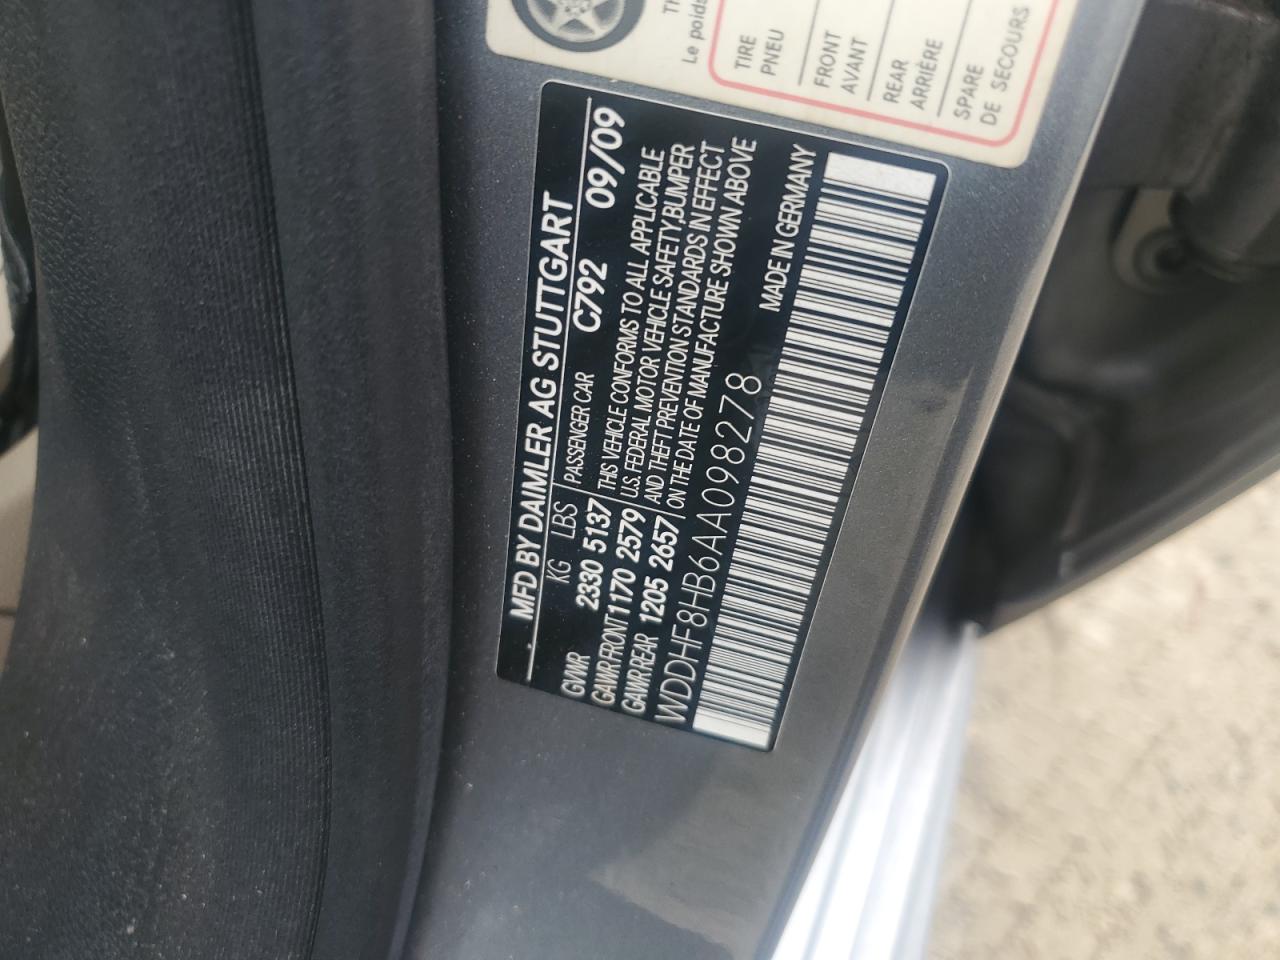 MFD BY DAIMLER AG STUTTGART
KG LBS PASSENGER CAR C792 09/09
GVWR 2330 5137
GAWR FRONT 1170 2579
GAWR REAR 1205 2657
THIS VEHICLE CONFORMS TO ALL APPLICABLE
U.S. FEDERAL MOTOR VEHICLE SAFETY, BUMPER
AND THEFT PREVENTION STANDARDS IN EFFECT
ON THE DATE OF MANUFACTURE SHOWN ABOVE
WDDHF8HB6AA098278 MADE IN GERMANY
Le poids
TIRE
PNEU
FRONT
AVANT
REAR
ARRIÈRE
SPARE
DE SECOURS